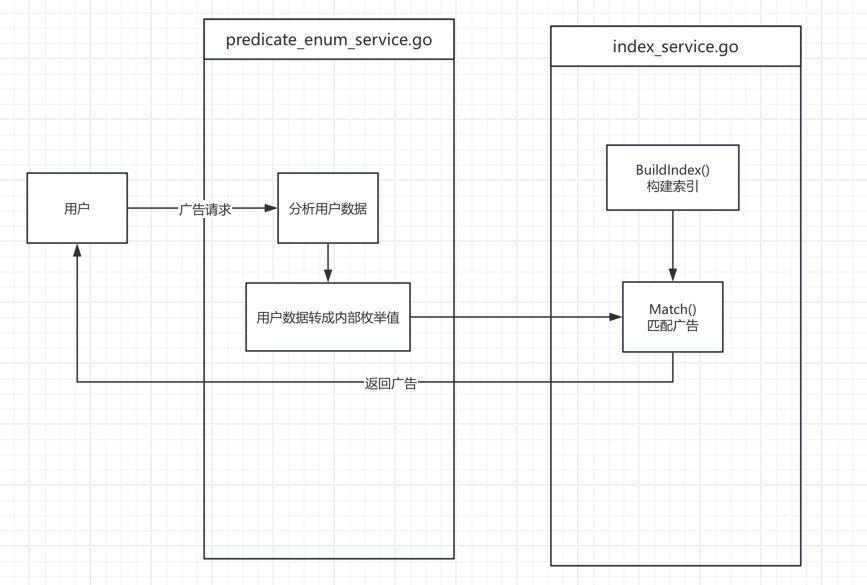 predicate_enum_service.go
index_service.go
用户
广告请求
分析用户数据
BuildIndex()
构建索引
用户数据转成内部枚举值
Match()
匹配广告
返回广告